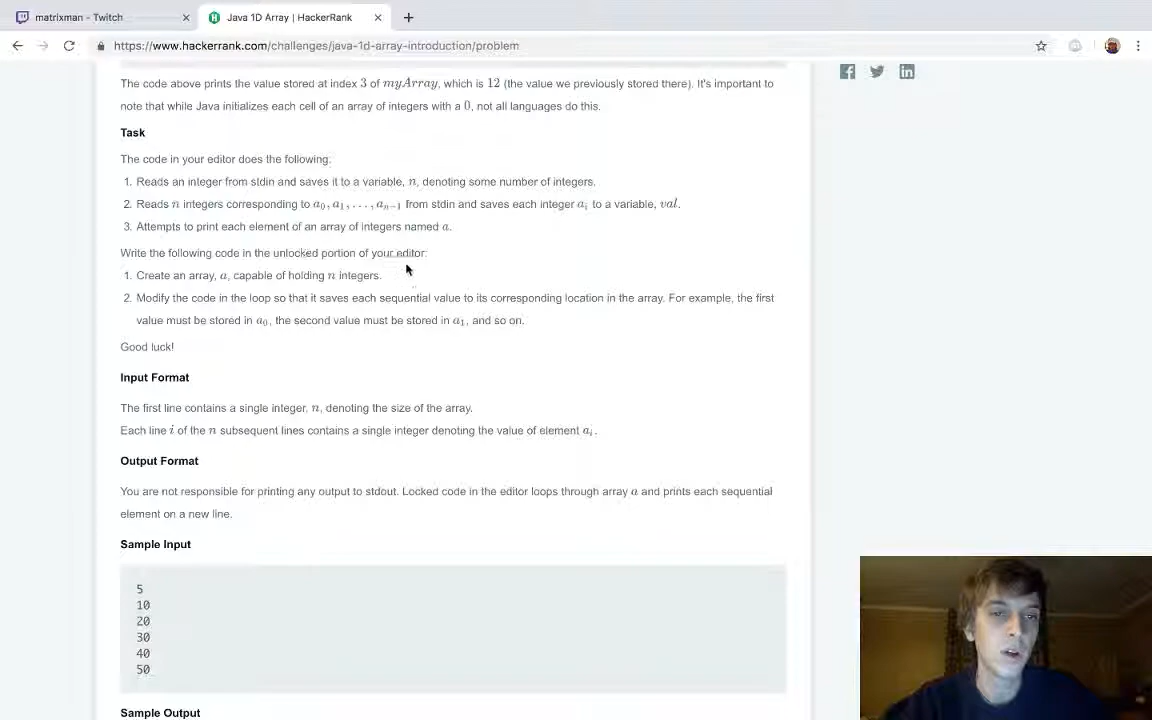 matrixman - Twitch
Java 1D Array | HackerRank
https://www.hackerrank.com/challenges/java-1d-array-introduction/problem
The code above prints the value stored at index 3 of myArray, which is 12 (the value we previously stored there). It's important to
note that while Java initializes each cell of an array of integers with a 0, not all languages do this.
Task
The code in your editor does the following:
1. Reads an integer from stdin and saves it to a variable, n, denoting some number of integers.
2. Reads n integers corresponding to a₀, a₁, . . . , aₙ₋₁ from stdin and saves each integer aᵢ to a variable, val.
3. Attempts to print each element of an array of integers named a.
Write the following code in the unlocked portion of your editor:
1. Create an array, a, capable of holding n integers.
2. Modify the code in the loop so that it saves each sequential value to its corresponding location in the array. For example, the first
value must be stored in a₀, the second value must be stored in a₁, and so on.
Good luck!
Input Format
The first line contains a single integer, n, denoting the size of the array.
Each line i of the n subsequent lines contains a single integer denoting the value of element aᵢ.
Output Format
You are not responsible for printing any output to stdout. Locked code in the editor loops through array a and prints each sequential
element on a new line.
Sample Input
5
10
20
30
40
50
Sample Output